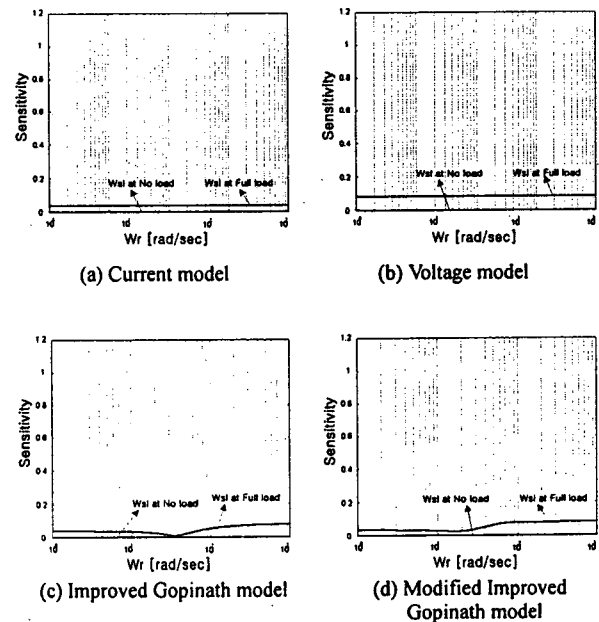 1.2
1
0.8
0.6
0.4
0.2
0
Sensitivity
Wsl at No load
Wsl at Full load
Wr [rad/sec]
(a) Current model
1.2
1
0.8
0.6
0.4
0.2
0
Sensitivity
Wsl at No load
Wsl at Full load
Wr [rad/sec]
(b) Voltage model
1.2
1
0.8
0.6
0.4
0.2
0
Sensitivity
Wsl at No load
Wsl at Full load
Wr [rad/sec]
(c) Improved Gopinath model
1.2
1
0.8
0.6
0.4
0.2
0
Sensitivity
Wsl at No load
Wsl at Full load
Wr [rad/sec]
(d) Modified Improved
Gopinath model